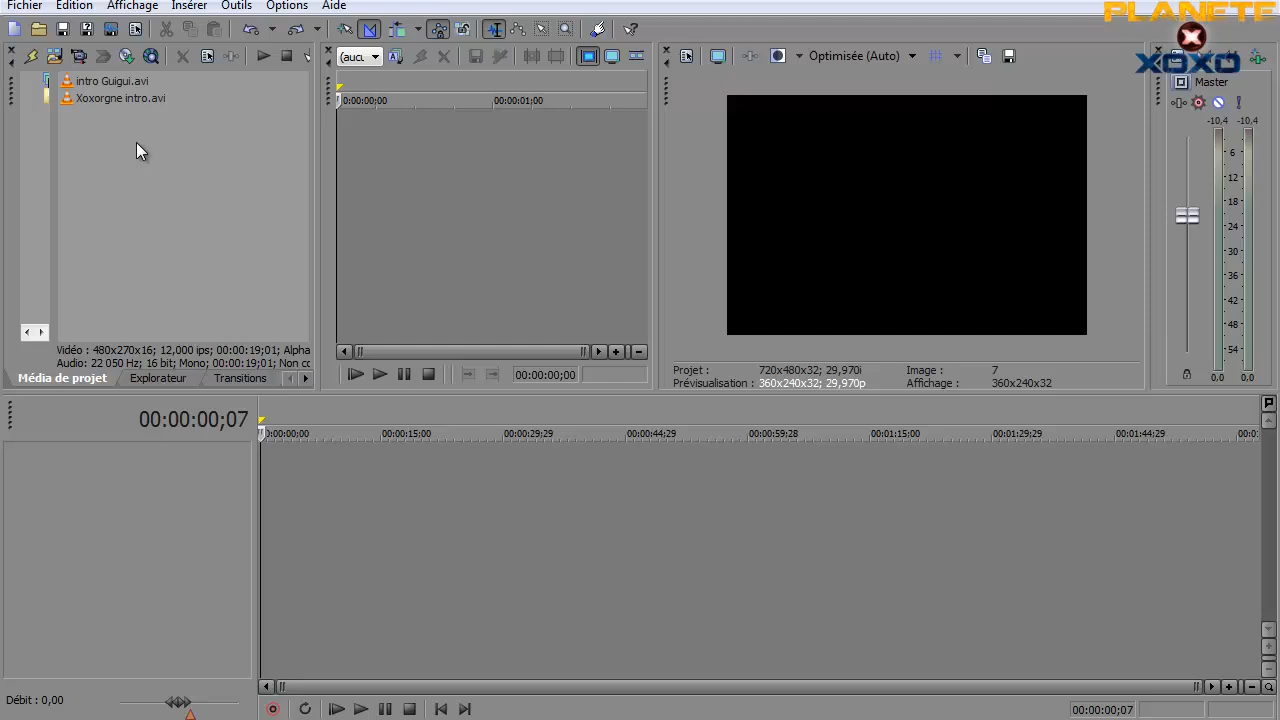 Fichier Edition Affichage Insérer Outils Options Aide
PLANETE
XOXO
(aucı
Optimisée (Auto)
intro Guigui.avi
Xoxorgne intro.avi
Master
0:00:00;00 00:00:01;00
-10,4 -10,4
6
12
18
24
30
36
42
48
54
0,0 0,0
Vidéo : 480x270x16; 12,000 ips; 00:00:19;01; Alpha
Audio: 22 050 Hz; 16 bit; Mono; 00:00:19;01; Non co
Média de projet Explorateur Transitions
00:00:00;00
Projet : 720x480x32; 29,970i Image : 7
Prévisualisation : 360x240x32; 29,970p Affichage : 360x240x32
00:00:00;07
0:00:00;00 00:00:15;00 00:00:29;29 00:00:44;29 00:00:59;28 00:01:15;00 00:01:29;29 00:01:44;29 00:0
Débit : 0,00
00:00:00;07